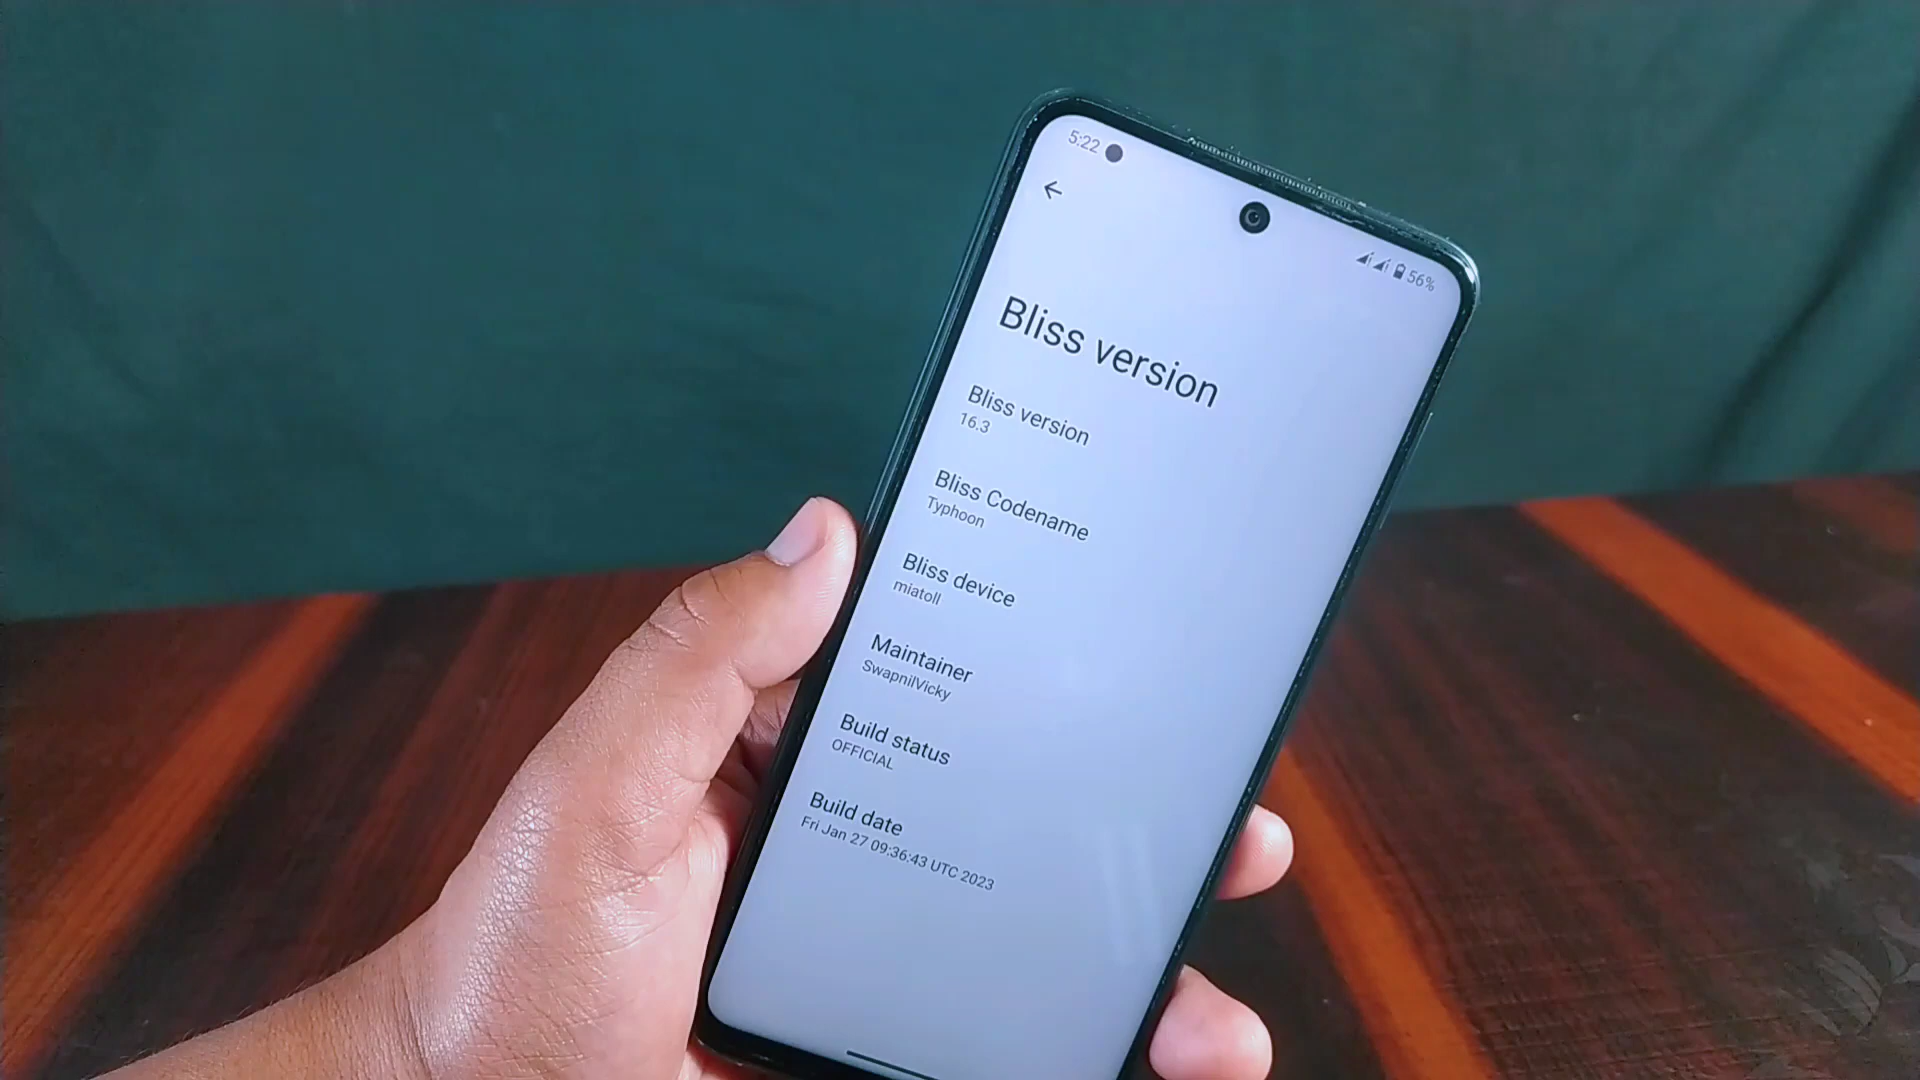 5:22
56%
Bliss version
Bliss version
16.3
Bliss Codename
Typhoon
Bliss device
miatoll
Maintainer
SwapnilVicky
Build status
OFFICIAL
Build date
Fri Jan 27 09:36:43 UTC 2023